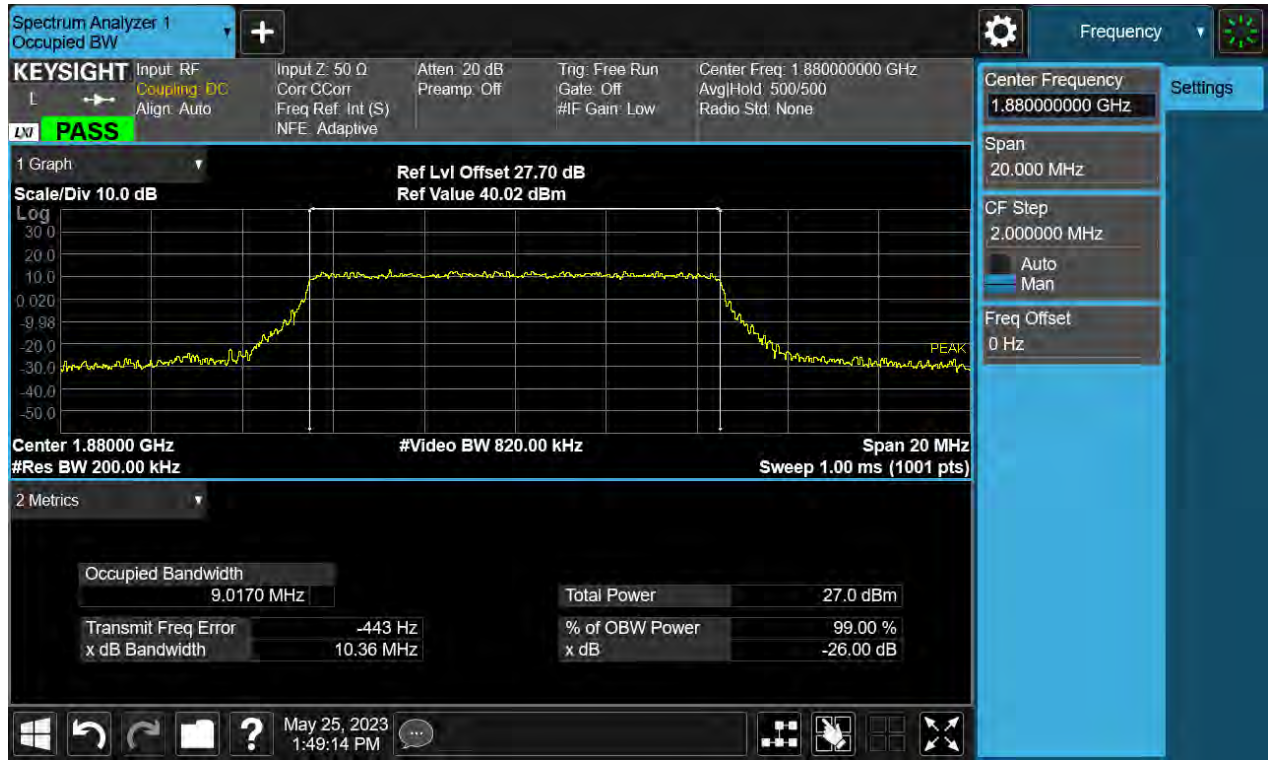 Spectrum Analyzer 1
Occupied BW
Frequency
KEYSIGHT
L
LXI
PASS
Input: RF
Coupling: DC
Align: Auto
Input Z: 50 Ω
Corr CCorr
Freq Ref: Int (S)
NFE: Adaptive
Atten: 20 dB
Preamp: Off
Trig: Free Run
Gate: Off
#IF Gain: Low
Center Freq: 1.880000000 GHz
Avg|Hold: 500/500
Radio Std: None
1 Graph
Scale/Div 10.0 dB
Ref Lvl Offset 27.70 dB
Ref Value 40.02 dBm
Log
30.0
20.0
10.0
0.020
-9.98
-20.0
-30.0
-40.0
-50.0
PEAK
Center 1.88000 GHz
#Video BW 820.00 kHz
Span 20 MHz
#Res BW 200.00 kHz
Sweep 1.00 ms (1001 pts)
2 Metrics
Occupied Bandwidth
9.0170 MHz
Transmit Freq Error -443 Hz
x dB Bandwidth 10.36 MHz
Total Power 27.0 dBm
% of OBW Power 99.00 %
x dB -26.00 dB
May 25, 2023
1:49:14 PM
Center Frequency
1.880000000 GHz
Span
20.000 MHz
CF Step
2.000000 MHz
Auto
Man
Freq Offset
0 Hz
Settings